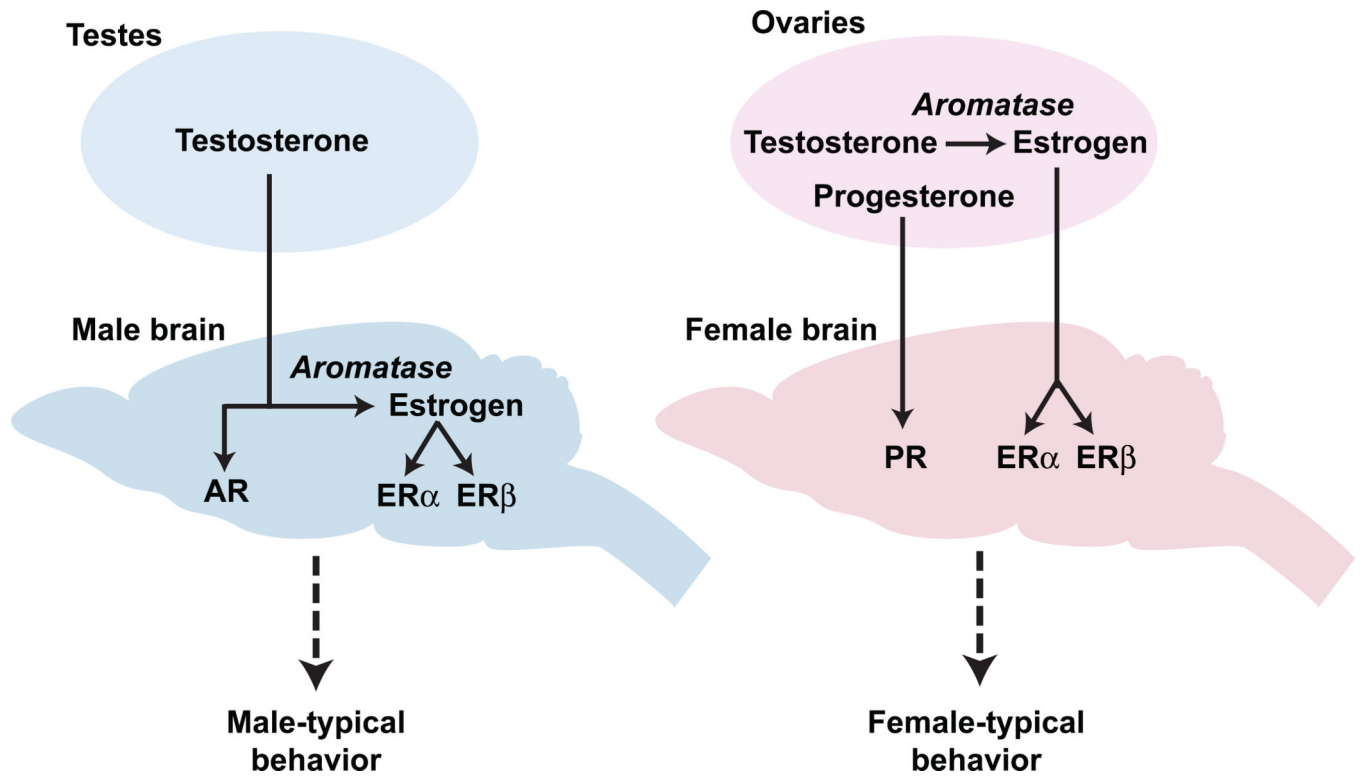 Testes
Testosterone
Male brain
Aromatase
Estrogen
AR
ERα ERβ
Male-typical
behavior
Ovaries
Aromatase
Testosterone Estrogen
Progesterone
Female brain
PR ERα ERβ
Female-typical
behavior